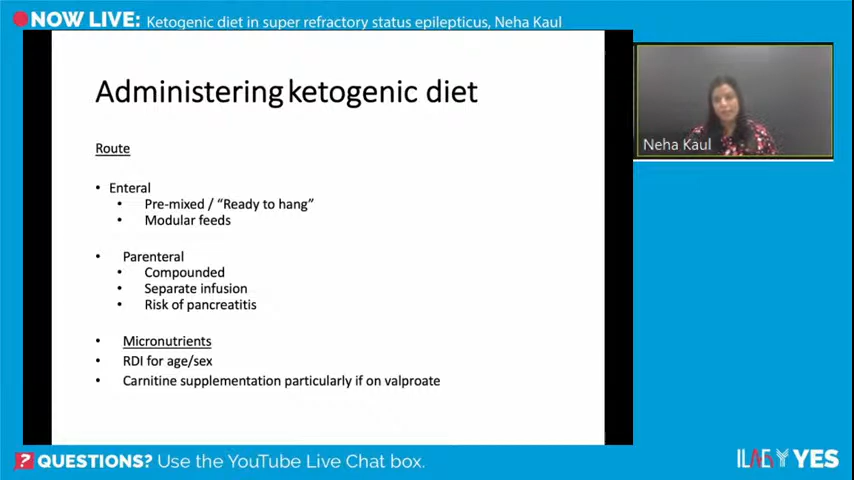 NOW LIVE: Ketogenic diet in super refractory status epilepticus, Neha Kaul
Administering ketogenic diet
Route
• Enteral
• Pre-mixed / “Ready to hang”
• Modular feeds
• Parenteral
• Compounded
• Separate infusion
• Risk of pancreatitis
• Micronutrients
• RDI for age/sex
• Carnitine supplementation particularly if on valproate
Neha Kaul
? QUESTIONS? Use the YouTube Live Chat box.
ILAE YES